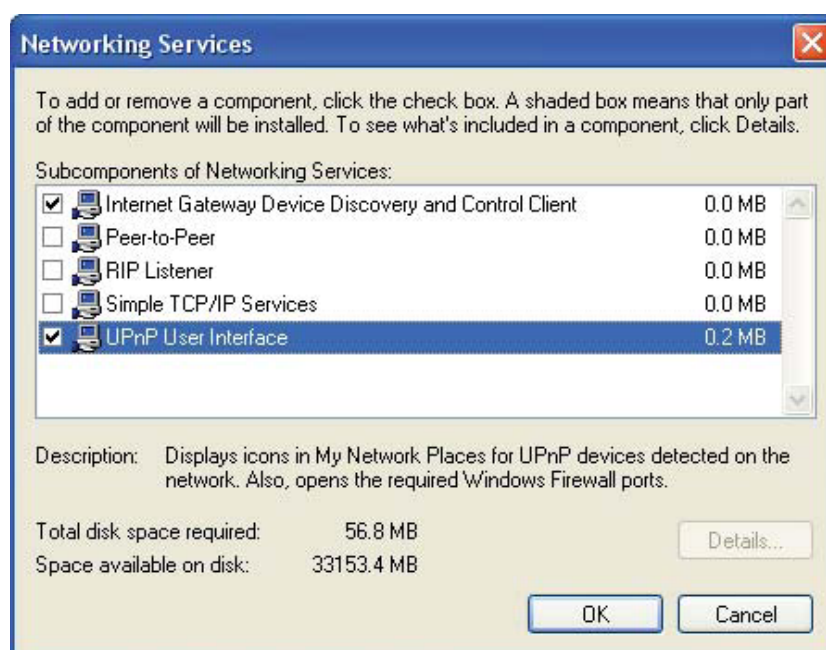 Networking Services
To add or remove a component, click the check box. A shaded box means that only part
of the component will be installed. To see what's included in a component, click Details.
Subcomponents of Networking Services:
Internet Gateway Device Discovery and Control Client 0.0 MB
Peer-to-Peer 0.0 MB
RIP Listener 0.0 MB
Simple TCP/IP Services 0.0 MB
UPnP User Interface 0.2 MB
Description: Displays icons in My Network Places for UPnP devices detected on the
network. Also, opens the required Windows Firewall ports.
Total disk space required: 56.8 MB
Space available on disk: 33153.4 MB
Details...
OK Cancel